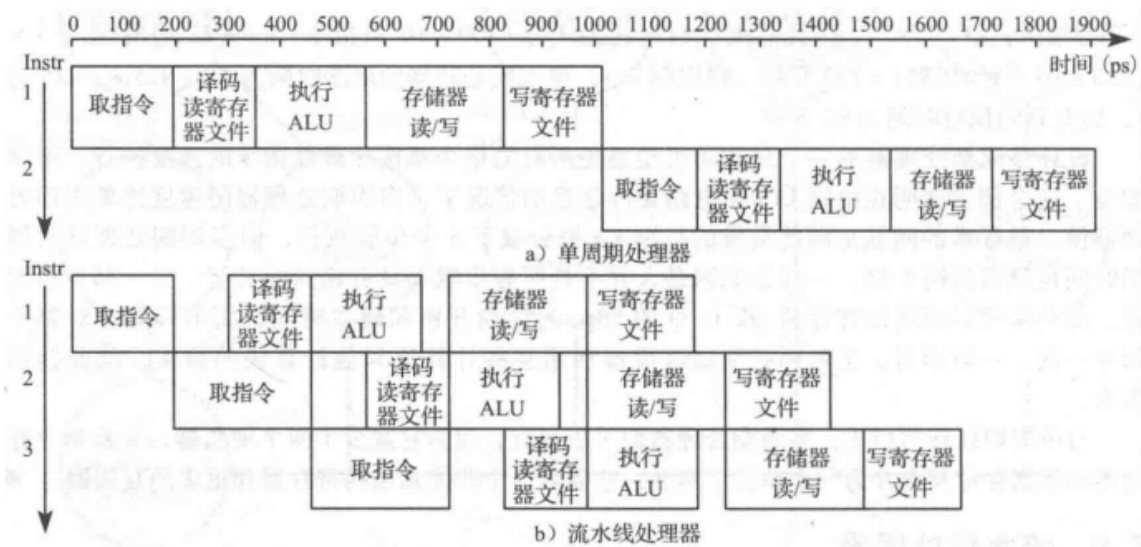 0 100 200 300 400 500 600 700 800 900 1000 1100 1200 1300 1400 1500 1600 1700 1800 1900
时间 (ps)
Instr
1
取指令
译码
读寄存
器文件
执行
ALU
存储器
读/写
写寄存器
文件
2
取指令
译码
读寄存
器文件
执行
ALU
存储器
读/写
写寄存器
文件
a）单周期处理器
Instr
1
取指令
译码
读寄存
器文件
执行
ALU
存储器
读/写
写寄存器
文件
2
取指令
译码
读寄存
器文件
执行
ALU
存储器
读/写
写寄存器
文件
3
取指令
译码
读寄存
器文件
执行
ALU
存储器
读/写
写寄存器
文件
b）流水线处理器